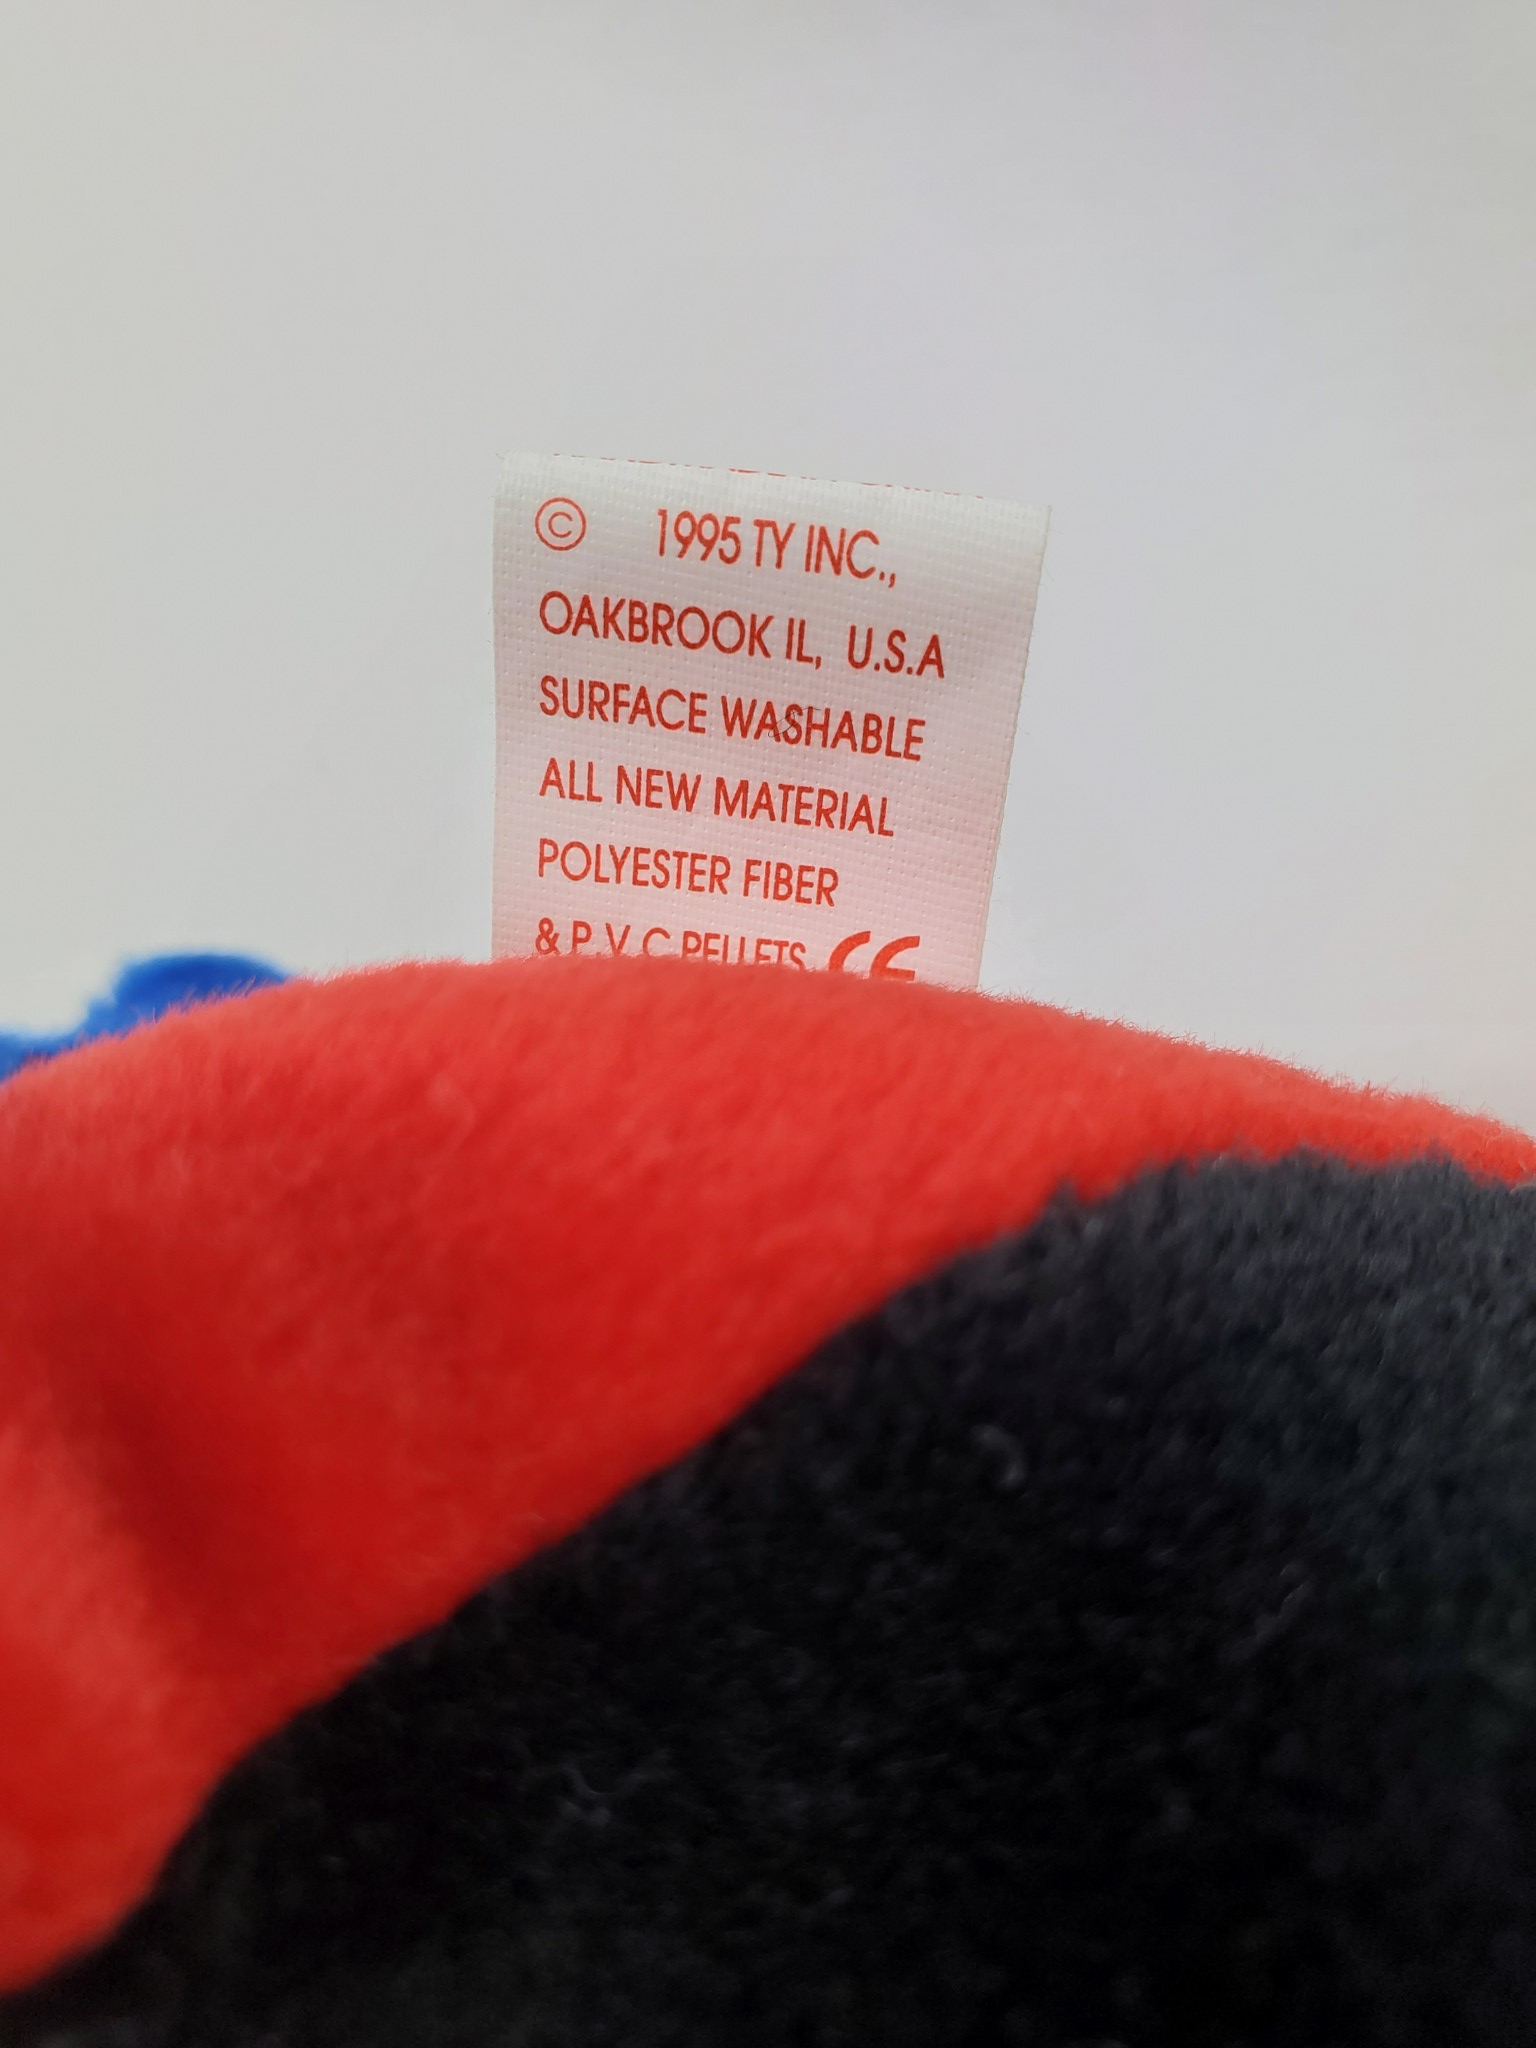 © 1995 TY INC.,
OAKBROOK IL, U.S.A
SURFACE WASHABLE
ALL NEW MATERIAL
POLYESTER FIBER
& P.V.C PELLETS CE